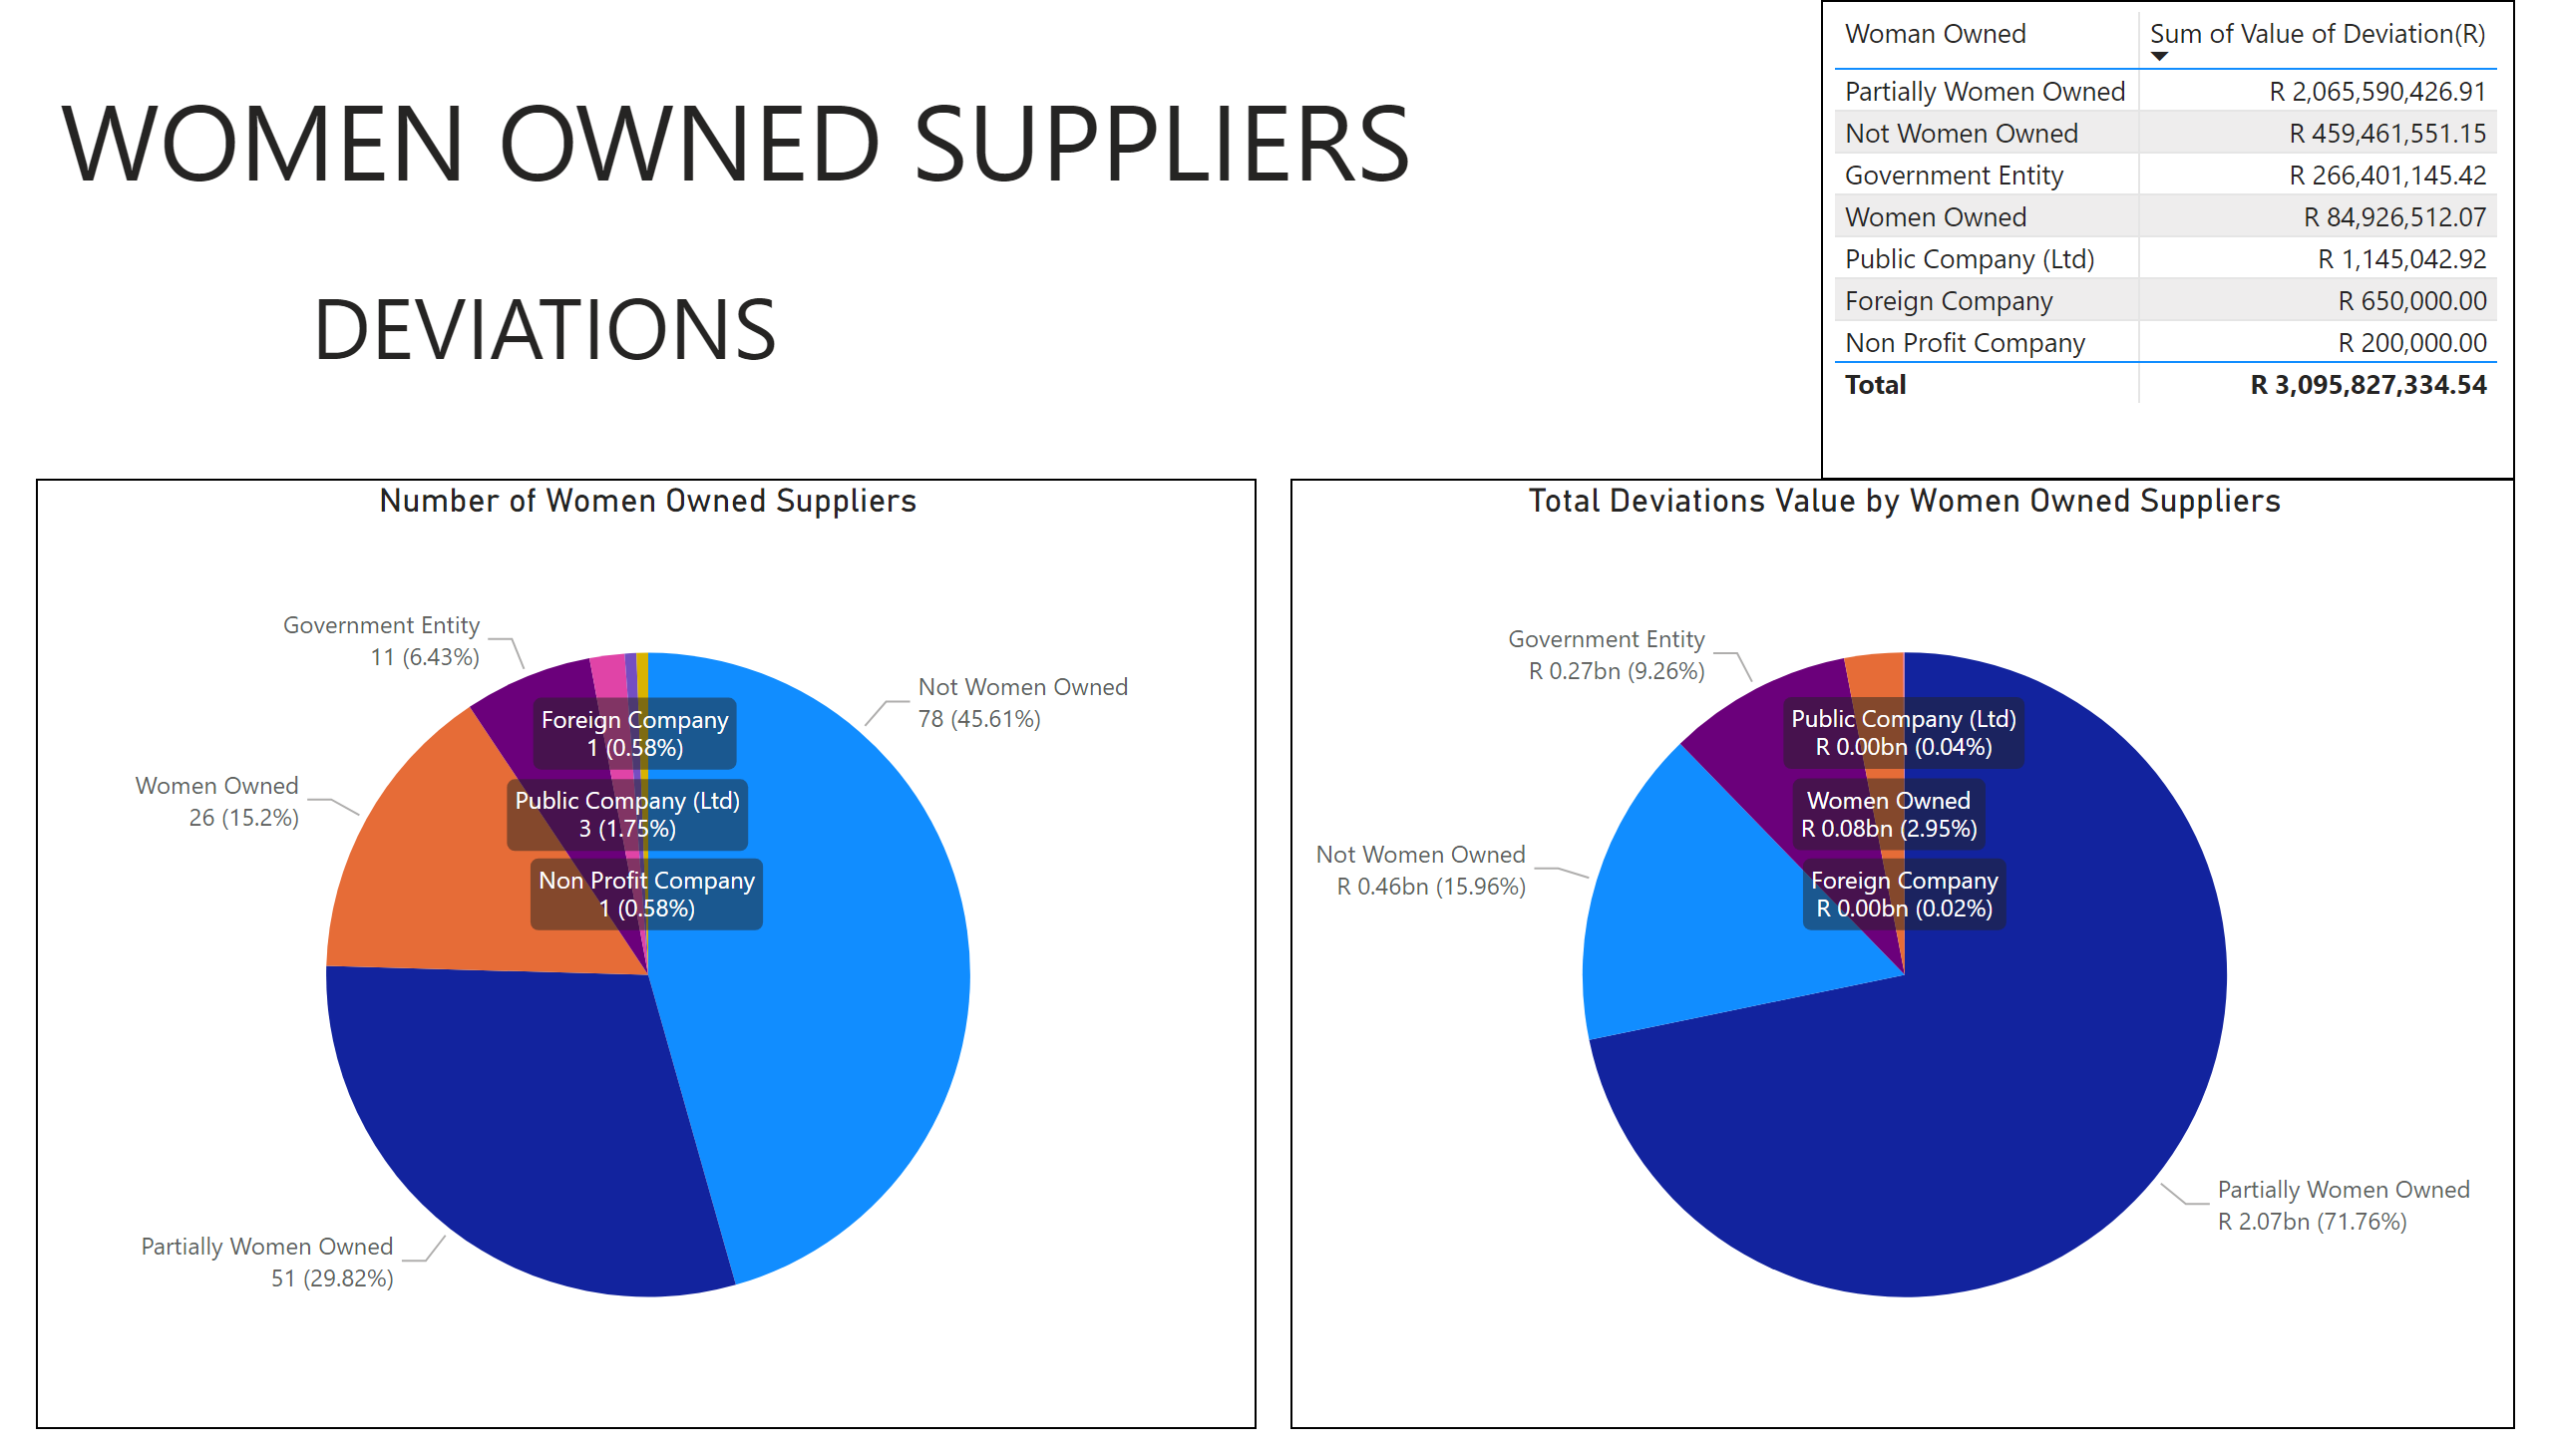 WOMEN OWNED SUPPLIERS
DEVIATIONS
Woman Owned Sum of Value of Deviation(R)
Partially Women Owned R 2,065,590,426.91
Not Women Owned R 459,461,551.15
Government Entity R 266,401,145.42
Women Owned R 84,926,512.07
Public Company (Ltd) R 1,145,042.92
Foreign Company R 650,000.00
Non Profit Company R 200,000.00
Total R 3,095,827,334.54
Number of Women Owned Suppliers
Government Entity
11 (6.43%)
Not Women Owned
78 (45.61%)
Foreign Company
1 (0.58%)
Women Owned
26 (15.2%)
Public Company (Ltd)
3 (1.75%)
Non Profit Company
1 (0.58%)
Partially Women Owned
51 (29.82%)
Total Deviations Value by Women Owned Suppliers
Government Entity
R 0.27bn (9.26%)
Public Company (Ltd)
R 0.00bn (0.04%)
Women Owned
R 0.08bn (2.95%)
Not Women Owned
R 0.46bn (15.96%)
Foreign Company
R 0.00bn (0.02%)
Partially Women Owned
R 2.07bn (71.76%)